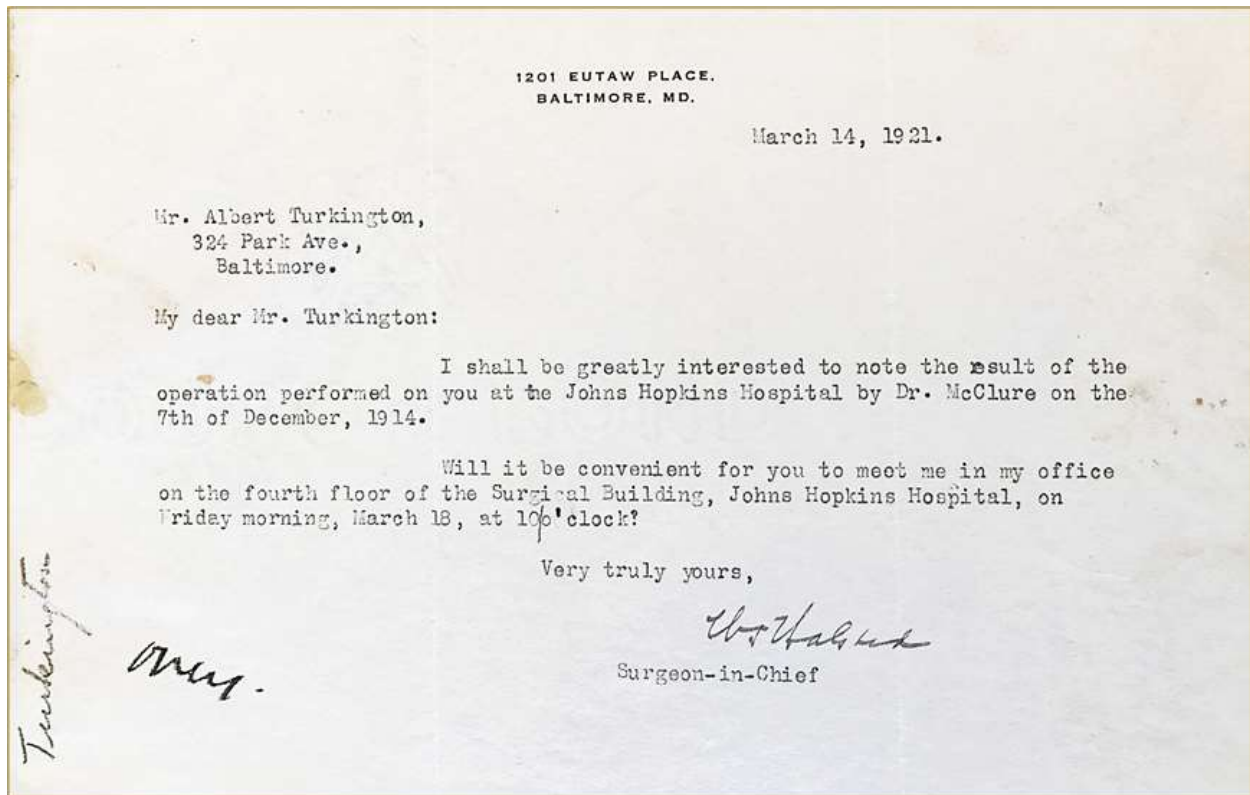 1201 EUTAW PLACE.
BALTIMORE, MD.
March 14, 1921.
Mr. Albert Turkington,
324 Park Ave.,
Baltimore.
My dear Mr. Turkington:
I shall be greatly interested to note the result of the
operation performed on you at the Johns Hopkins Hospital by Dr. McClure on the
7th of December, 1914.
Will it be convenient for you to meet me in my office
on the fourth floor of the Surgical Building, Johns Hopkins Hospital, on
Friday morning, March 18, at 10 o'clock?
Very truly yours,
WS Halsted
Surgeon-in-Chief
Turkington
over.